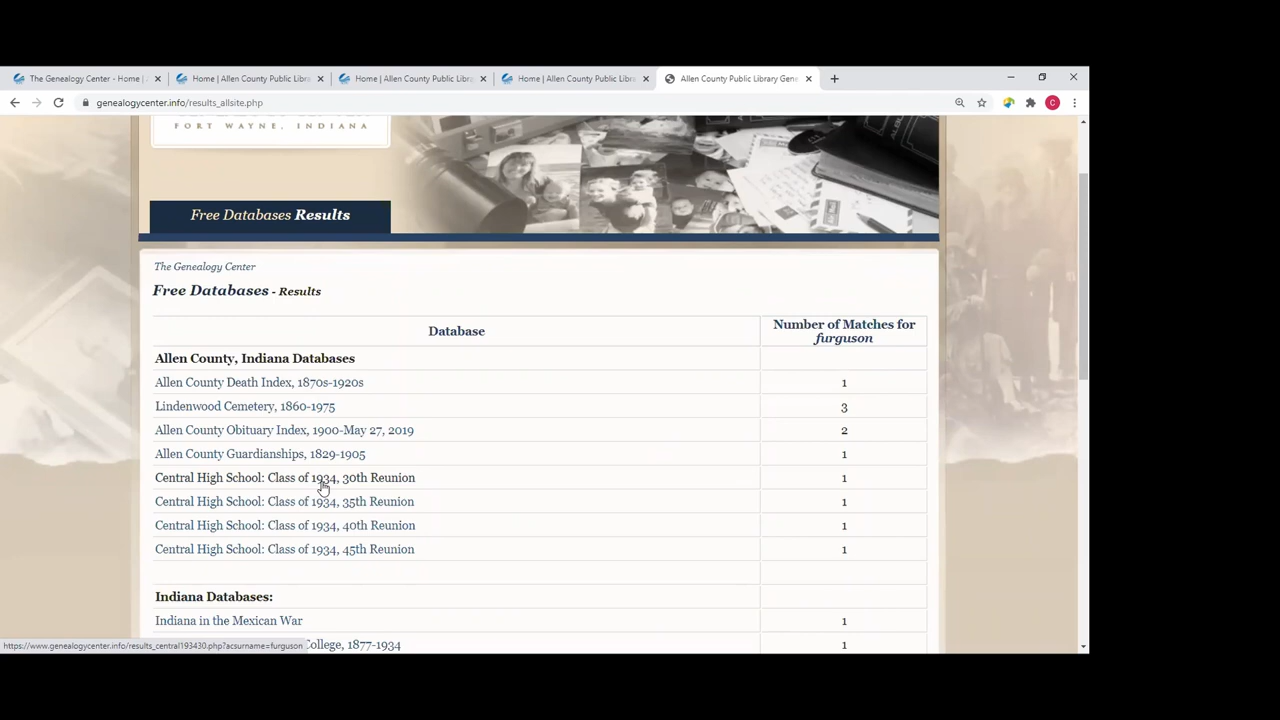 The Genealogy Center - Home |
Home | Allen County Public Libr
Home | Allen County Public Libr
Home | Allen County Public Libr
Allen County Public Library Gen
genealogycenter.info/results_allsite.php
C
FORT WAYNE, INDIANA
Free Databases Results
The Genealogy Center
Free Databases - Results
Database
Number of Matches for
furguson
Allen County, Indiana Databases
Allen County Death Index, 1870s-1920s 1
Lindenwood Cemetery, 1860-1975 3
Allen County Obituary Index, 1900-May 27, 2019 2
Allen County Guardianships, 1829-1905 1
Central High School: Class of 1934, 30th Reunion 1
Central High School: Class of 1934, 35th Reunion 1
Central High School: Class of 1934, 40th Reunion 1
Central High School: Class of 1934, 45th Reunion 1
Indiana Databases:
Indiana in the Mexican War 1
College, 1877-1934 1
https://www.genealogycenter.info/results_central193430.php?acsurname=furguson